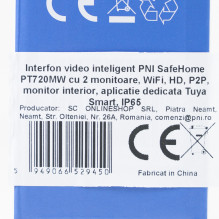 Interfon video inteligent PNI SafeHome
PT720MW cu 2 monitoare, WiFi, HD, P2P,
monitor interior, aplicatie dedicata Tuya
Smart, IP65
Producator: SC ONLINESHOP SRL, Piatra Neamt,
Neamt, Str. Olteniei, Nr. 26A, Romania, comenzi@pni.ro
CE
5 949066 529450
Fabricat in China